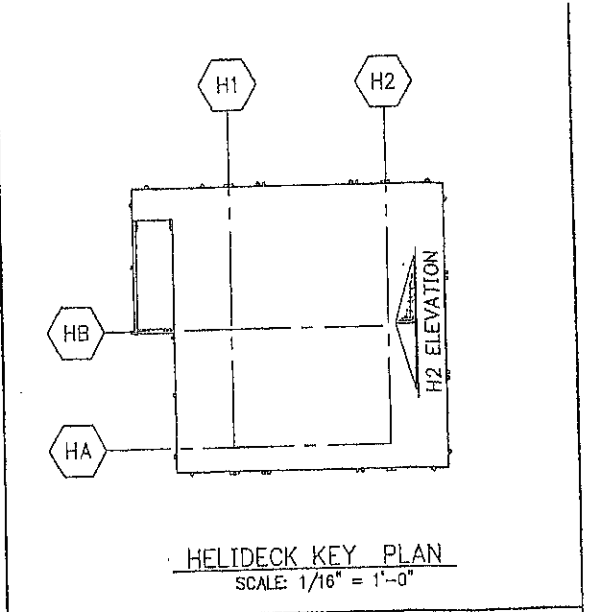 H1
H2
HB
H2 ELEVATION
HA
HELIDECK KEY PLAN
SCALE: 1/16" = 1'-0"